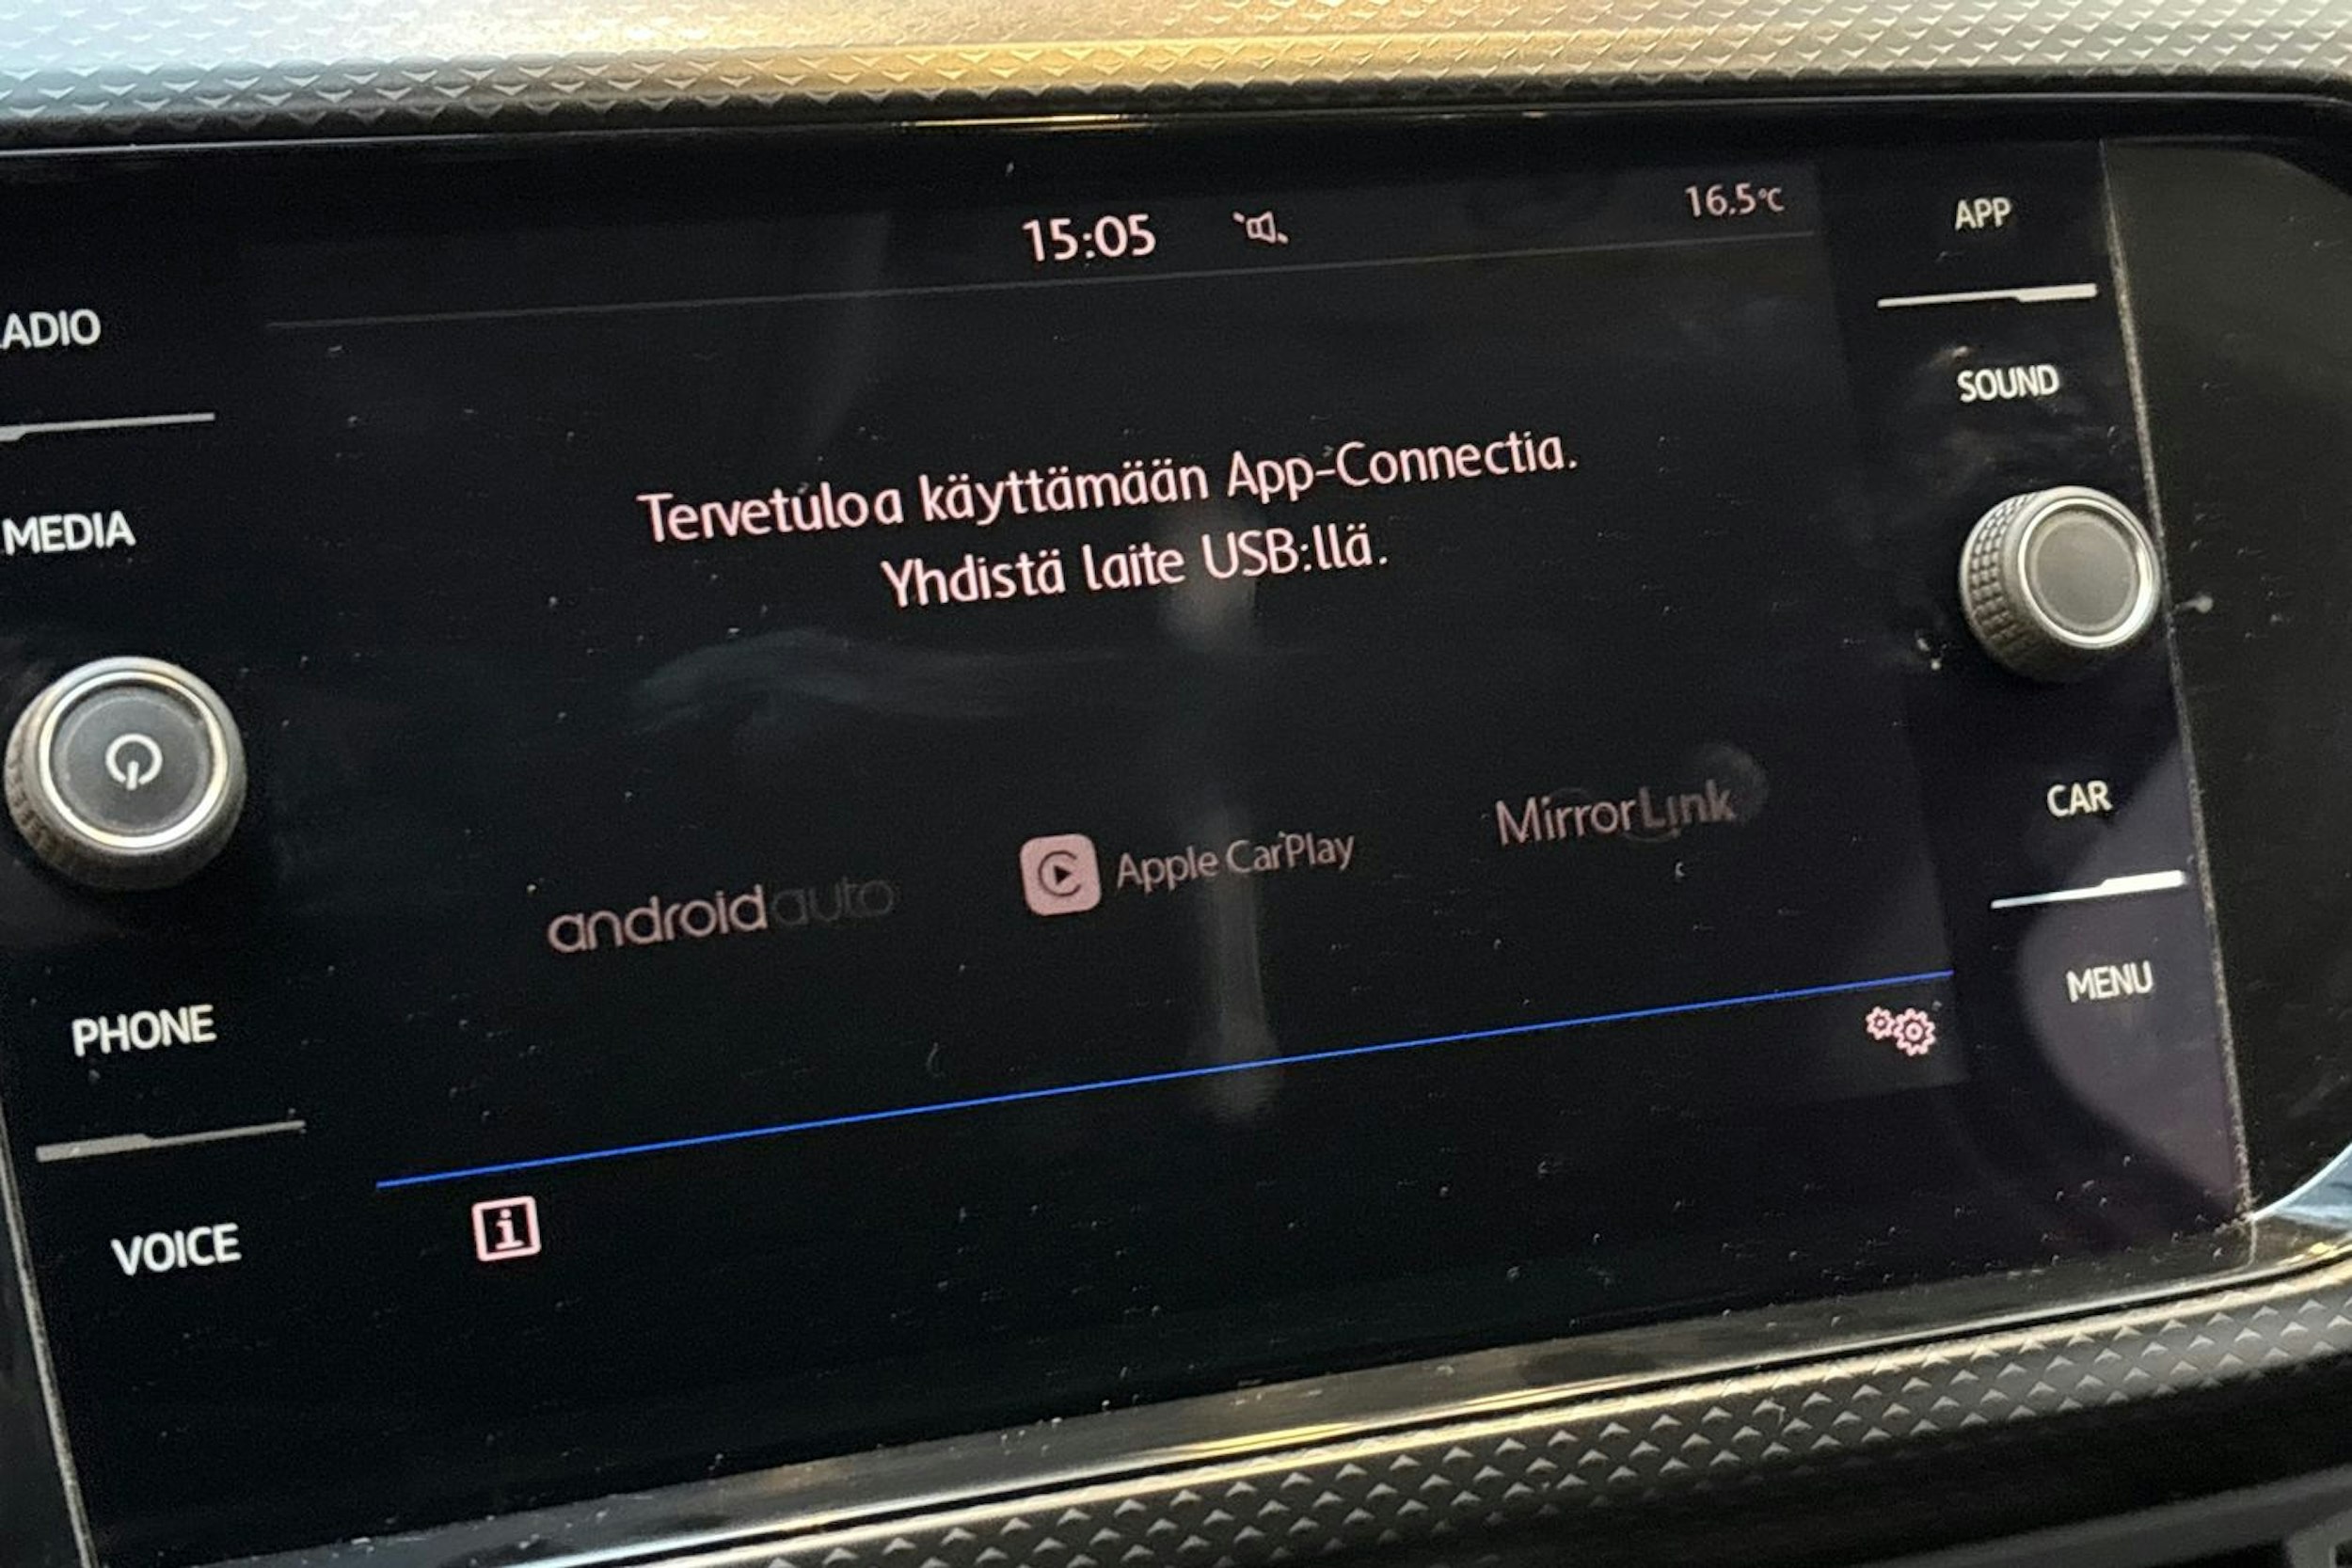 15:05
16.5°C
ADIO
MEDIA
PHONE
VOICE
Tervetuloa käyttämään App-Connectia.
Yhdistä laite USB:llä.
androidauto
Apple CarPlay
MirrorLink
i
APP
SOUND
CAR
MENU